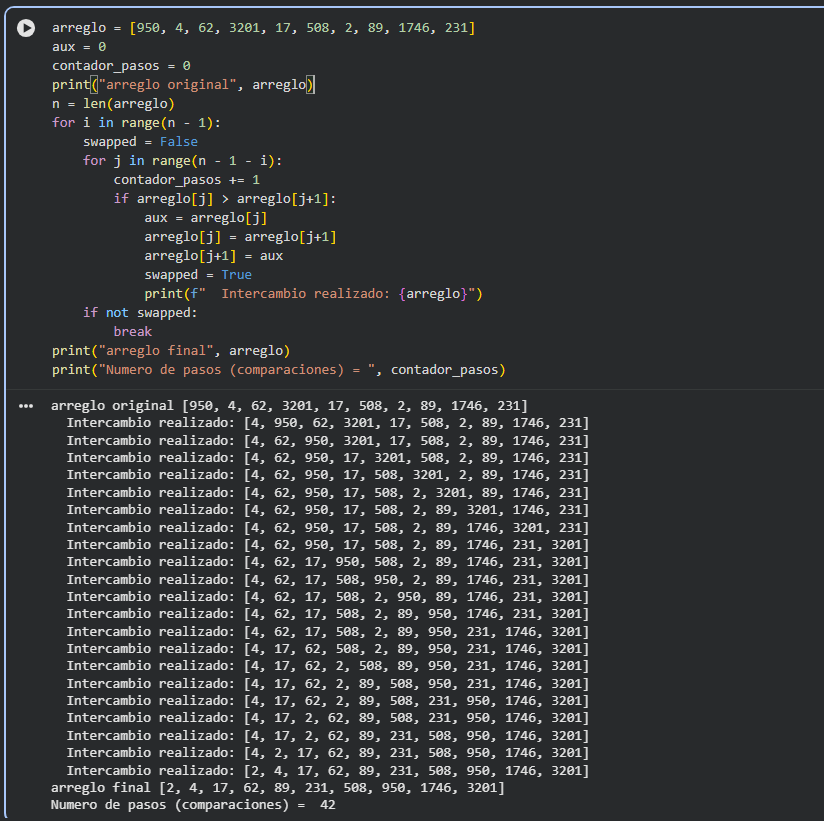 arreglo = [950, 4, 62, 3201, 17, 508, 2, 89, 1746, 231]
aux = 0
contador_pasos = 0
print("arreglo original", arreglo)
n = len(arreglo)
for i in range(n - 1):
    swapped = False
    for j in range(n - 1 - i):
        contador_pasos += 1
        if arreglo[j] > arreglo[j+1]:
            aux = arreglo[j]
            arreglo[j] = arreglo[j+1]
            arreglo[j+1] = aux
            swapped = True
            print(f"  Intercambio realizado: {arreglo}")
    if not swapped:
        break
print("arreglo final", arreglo)
print("Numero de pasos (comparaciones) = ", contador_pasos)
arreglo original [950, 4, 62, 3201, 17, 508, 2, 89, 1746, 231]
  Intercambio realizado: [4, 950, 62, 3201, 17, 508, 2, 89, 1746, 231]
  Intercambio realizado: [4, 62, 950, 3201, 17, 508, 2, 89, 1746, 231]
  Intercambio realizado: [4, 62, 950, 17, 3201, 508, 2, 89, 1746, 231]
  Intercambio realizado: [4, 62, 950, 17, 508, 3201, 2, 89, 1746, 231]
  Intercambio realizado: [4, 62, 950, 17, 508, 2, 3201, 89, 1746, 231]
  Intercambio realizado: [4, 62, 950, 17, 508, 2, 89, 3201, 1746, 231]
  Intercambio realizado: [4, 62, 950, 17, 508, 2, 89, 1746, 3201, 231]
  Intercambio realizado: [4, 62, 950, 17, 508, 2, 89, 1746, 231, 3201]
  Intercambio realizado: [4, 62, 17, 950, 508, 2, 89, 1746, 231, 3201]
  Intercambio realizado: [4, 62, 17, 508, 950, 2, 89, 1746, 231, 3201]
  Intercambio realizado: [4, 62, 17, 508, 2, 950, 89, 1746, 231, 3201]
  Intercambio realizado: [4, 62, 17, 508, 2, 89, 950, 1746, 231, 3201]
  Intercambio realizado: [4, 62, 17, 508, 2, 89, 950, 231, 1746, 3201]
  Intercambio realizado: [4, 17, 62, 508, 2, 89, 950, 231, 1746, 3201]
  Intercambio realizado: [4, 17, 62, 2, 508, 89, 950, 231, 1746, 3201]
  Intercambio realizado: [4, 17, 62, 2, 89, 508, 950, 231, 1746, 3201]
  Intercambio realizado: [4, 17, 62, 2, 89, 508, 231, 950, 1746, 3201]
  Intercambio realizado: [4, 17, 2, 62, 89, 508, 231, 950, 1746, 3201]
  Intercambio realizado: [4, 17, 2, 62, 89, 231, 508, 950, 1746, 3201]
  Intercambio realizado: [4, 2, 17, 62, 89, 231, 508, 950, 1746, 3201]
  Intercambio realizado: [2, 4, 17, 62, 89, 231, 508, 950, 1746, 3201]
arreglo final [2, 4, 17, 62, 89, 231, 508, 950, 1746, 3201]
Numero de pasos (comparaciones) =  42